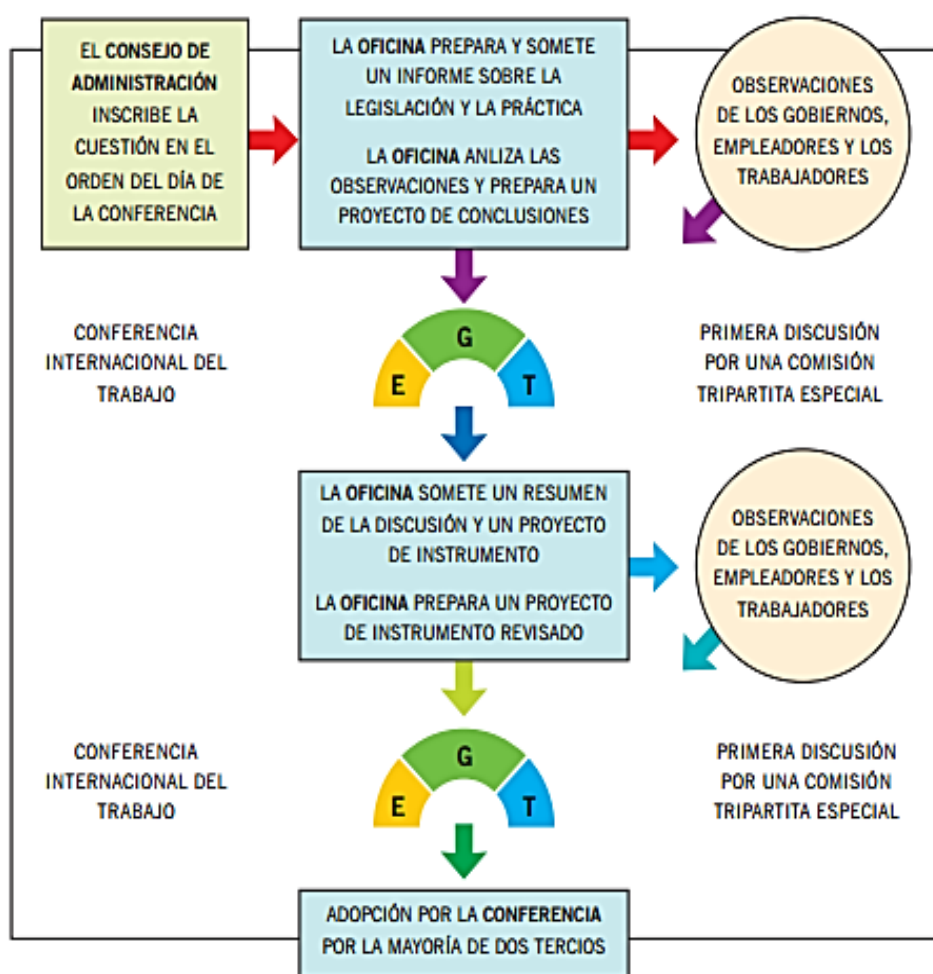 EL CONSEJO DE
ADMINISTRACIÓN
INSCRIBE LA
CUESTIÓN EN EL
ORDEN DEL DÍA DE
LA CONFERENCIA
LA OFICINA PREPARA Y SOMETE
UN INFORME SOBRE LA
LEGISLACIÓN Y LA PRÁCTICA
LA OFICINA ANLIZA LAS
OBSERVACIONES Y PREPARA UN
PROYECTO DE CONCLUSIONES
OBSERVACIONES
DE LOS GOBIERNOS,
EMPLEADORES Y LOS
TRABAJADORES
CONFERENCIA
INTERNACIONAL DEL
TRABAJO
E
G
T
PRIMERA DISCUSIÓN
POR UNA COMISIÓN
TRIPARTITA ESPECIAL
LA OFICINA SOMETE UN RESUMEN
DE LA DISCUSIÓN Y UN PROYECTO
DE INSTRUMENTO
LA OFICINA PREPARA UN PROYECTO
DE INSTRUMENTO REVISADO
OBSERVACIONES
DE LOS GOBIERNOS,
EMPLEADORES Y LOS
TRABAJADORES
CONFERENCIA
INTERNACIONAL DEL
TRABAJO
E
G
T
PRIMERA DISCUSIÓN
POR UNA COMISIÓN
TRIPARTITA ESPECIAL
ADOPCIÓN POR LA CONFERENCIA
POR LA MAYORÍA DE DOS TERCIOS